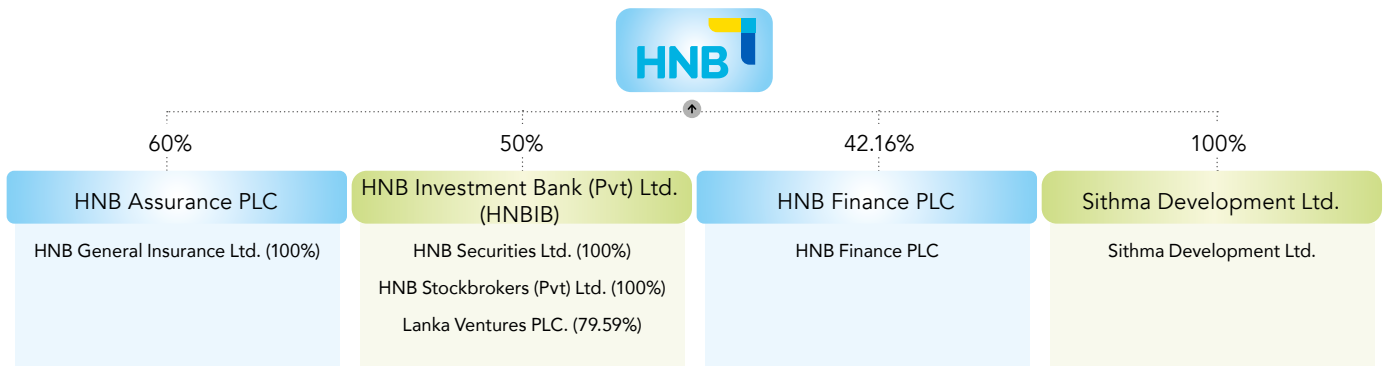 HNB
60%
50%
42.16%
100%
HNB Assurance PLC
HNB Investment Bank (Pvt) Ltd.
(HNBIB)
HNB Finance PLC
Sithma Development Ltd.
HNB General Insurance Ltd. (100%)
HNB Securities Ltd. (100%)
HNB Stockbrokers (Pvt) Ltd. (100%)
Lanka Ventures PLC. (79.59%)
HNB Finance PLC
Sithma Development Ltd.